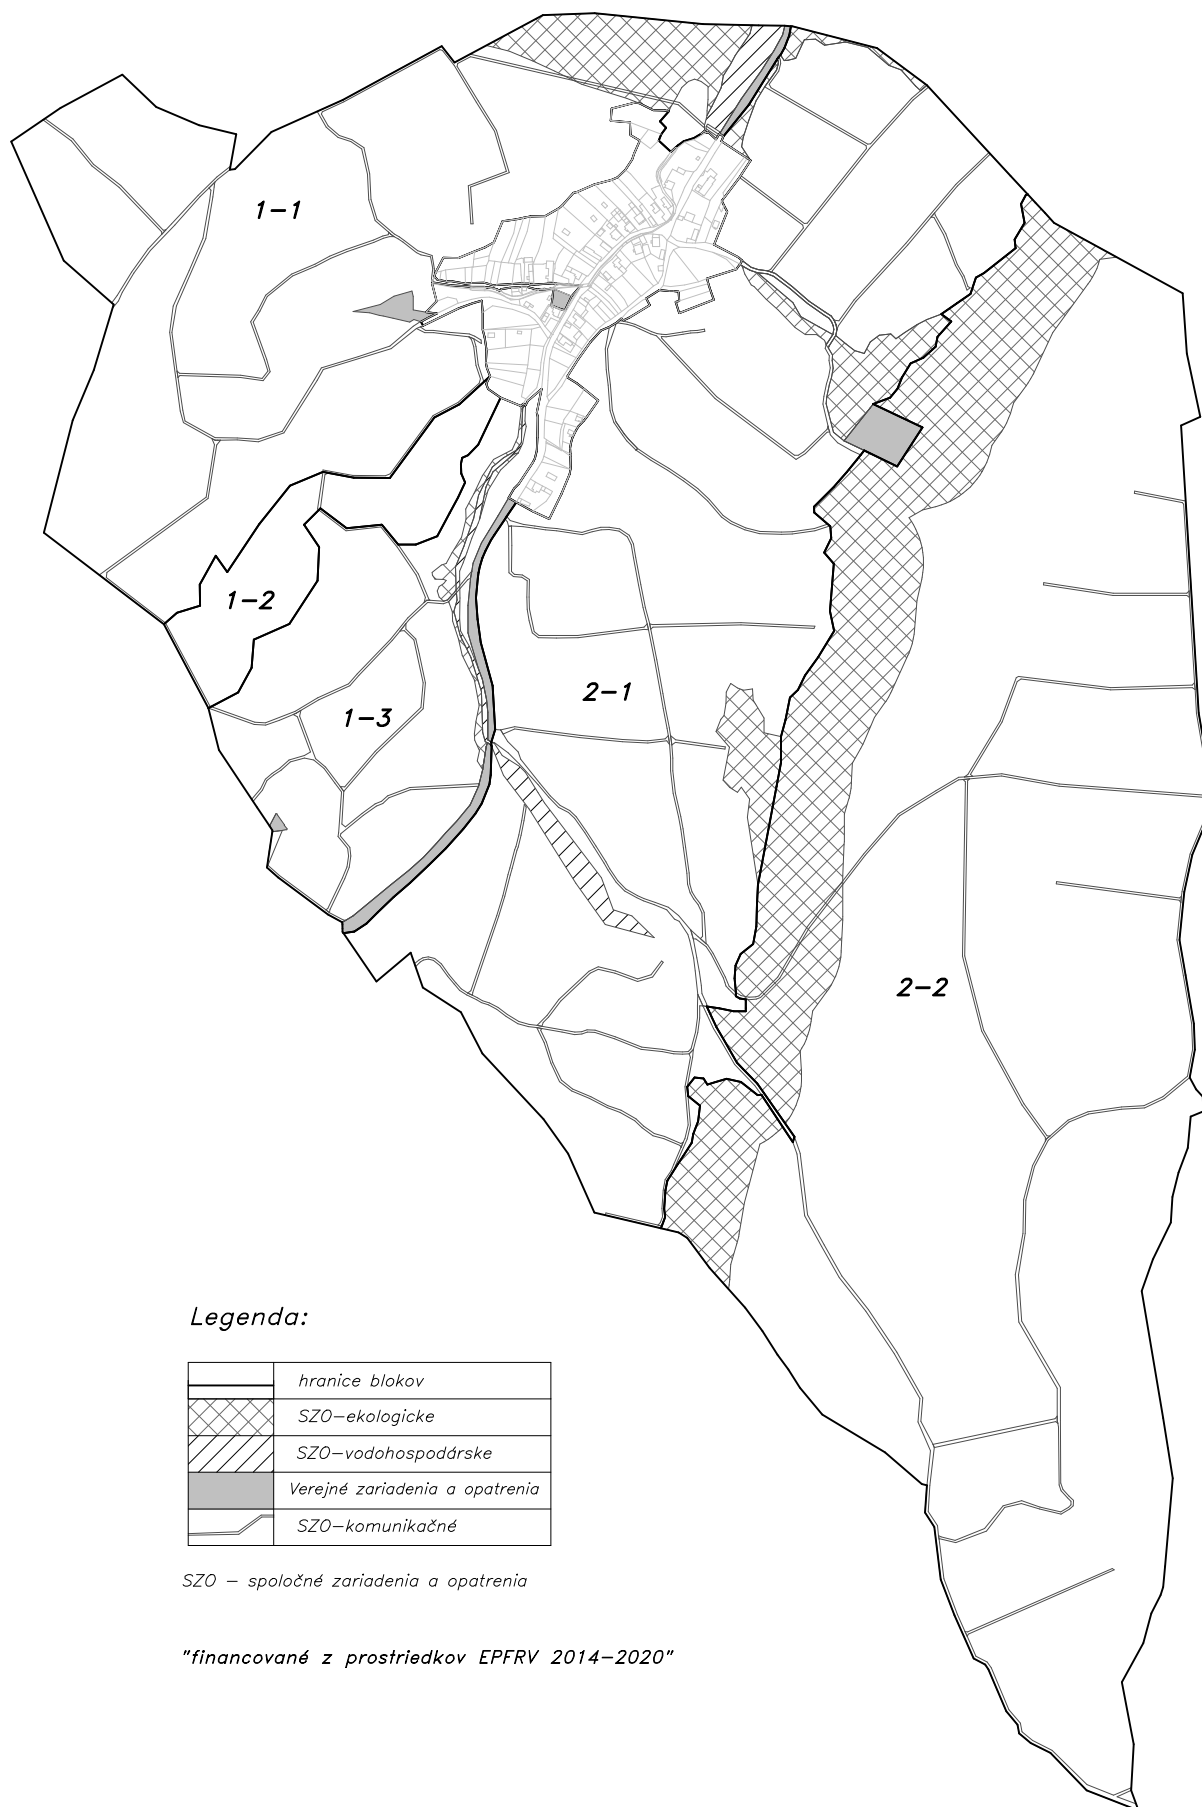 1-1
1-2
1-3
2-1
2-2
Legenda:
hranice blokov
SZO-ekologicke
SZO-vodohospodárske
Verejné zariadenia a opatrenia
SZO-komunikačné
SZO - spoločné zariadenia a opatrenia
"financované z prostriedkov EPFRV 2014-2020"